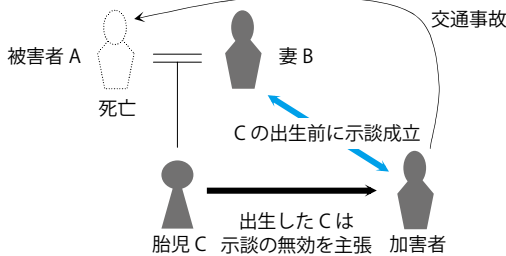 交通事故
被害者 A
妻 B
死亡
C の出生前に示談成立
出生した C は
示談の無効を主張
胎児 C
加害者